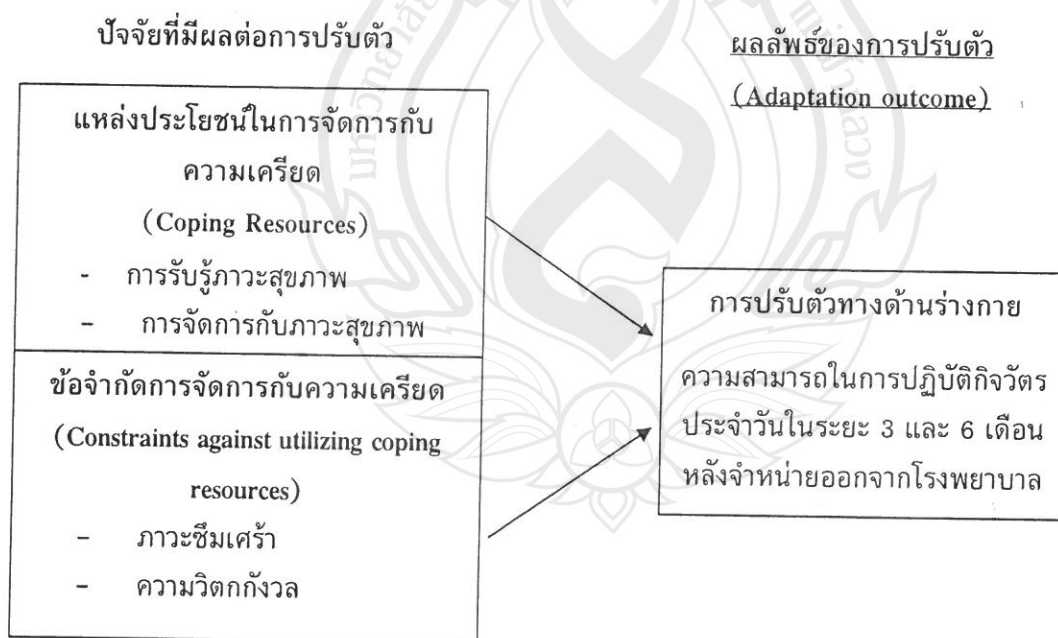 ปัจจัยที่มีผลต่อการปรับตัว
ผลลัพธ์ของการปรับตัว
(Adaptation outcome)
แหล่งประโยชน์ในการจัดการกับ
ความเครียด
(Coping Resources)
- การรับรู้ภาวะสุขภาพ
- การจัดการกับภาวะสุขภาพ
ข้อจำกัดการจัดการกับความเครียด
(Constraints against utilizing coping
resources)
- ภาวะซึมเศร้า
- ความวิตกกังวล
การปรับตัวทางด้านร่างกาย
ความสามารถในการปฏิบัติกิจวัตร
ประจำวันในระยะ 3 และ 6 เดือน
หลังจำหน่ายออกจากโรงพยาบาล